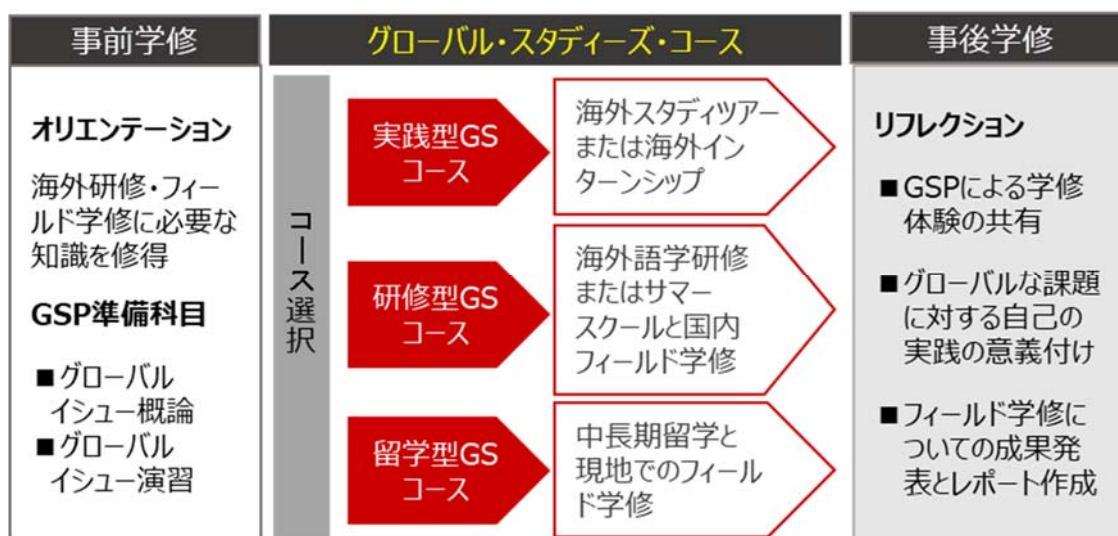 事前学修
オリエンテーション
海外研修・フィー
ルド学修に必要な
知識を修得
GSP準備科目
■グローバル
イシュー概論
■グローバル
イシュー演習
グローバル・スタディーズ・コース
コース選択
実践型GS
コース
海外スタディツアー
または海外イン
ターンシップ
研修型GS
コース
海外語学研修
またはサマー
スクールと国内
フィールド学修
留学型GS
コース
中長期留学と
現地でのフィール
ド学修
事後学修
リフレクション
■GSPによる学修
体験の共有
■グローバルな課題
に対する自己の
実践の意義付け
■フィールド学修に
ついての成果発
表とレポート作成